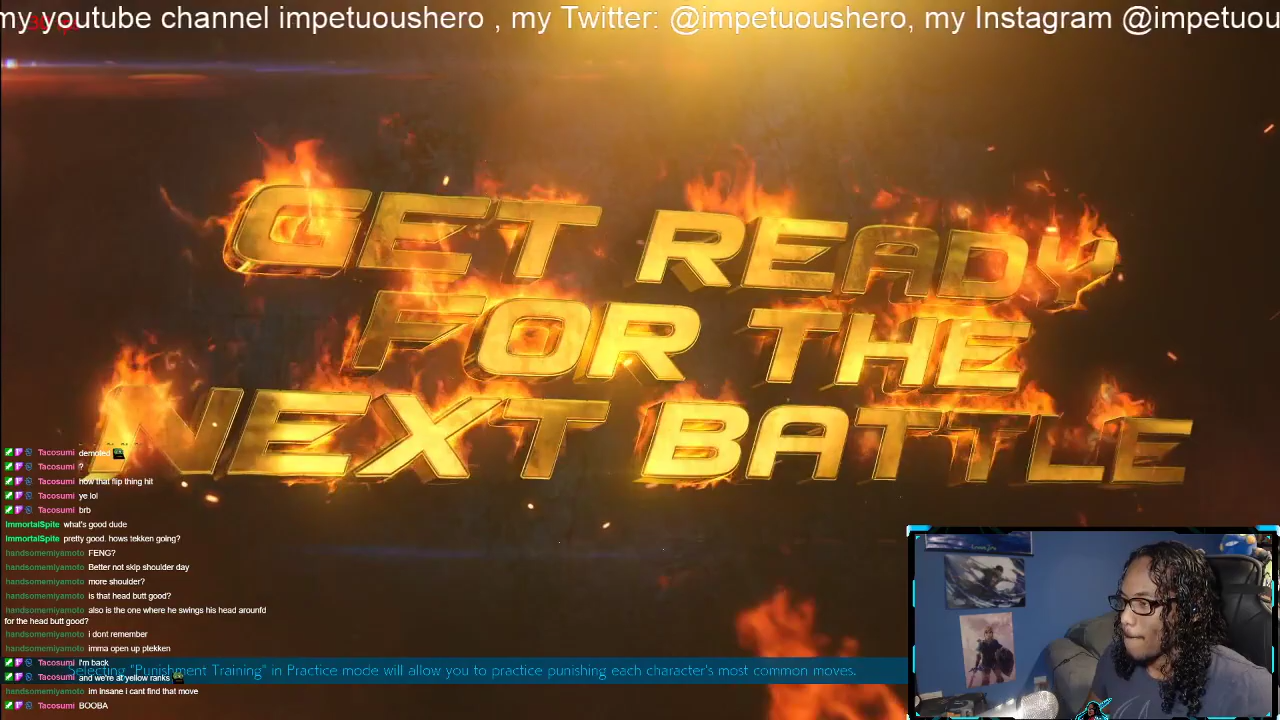 my youtube channel impetuoushero , my Twitter: @impetuoushero, my Instagram @impetuou
GET READY
FOR THE
NEXT BATTLE
Tacosumi demoted
Tacosumi ?
Tacosumi how that flip thing hit
Tacosumi ye lol
Tacosumi brb
ImmortalSpite what's good dude
ImmortalSpite pretty good. hows tekken going?
handsomemiyamoto FENG?
handsomemiyamoto Better not skip shoulder day
handsomemiyamoto more shoulder?
handsomemiyamoto is that head butt good?
handsomemiyamoto also is the one where he swings his head arounfd
for the head butt good?
handsomemiyamoto i dont remember
handsomemiyamoto imma open up ptekken
Tacosumi I'm back
Selecting "Punishment Training" in Practice mode will allow you to practice punishing each character's most common moves.
Tacosumi and we're at yellow ranks
handsomemiyamoto im insane i cant find that move
Tacosumi BOOBA